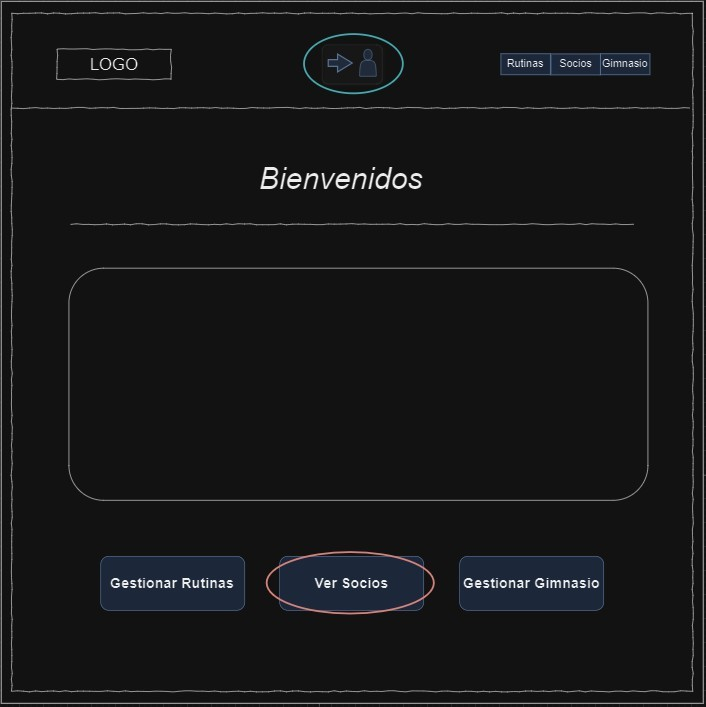 LOGO
Rutinas
Socios
Gimnasio
Bienvenidos
Gestionar Rutinas
Ver Socios
Gestionar Gimnasio